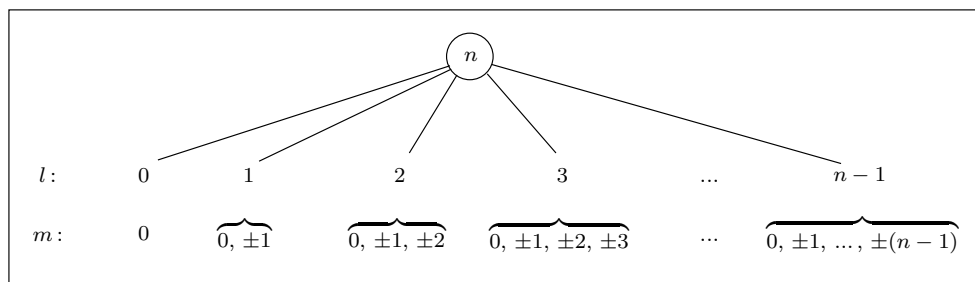 n
l : 0 1 2 3 ... n − 1
m : 0 0, ±1 0, ±1, ±2 0, ±1, ±2, ±3 ... 0, ±1, ... , ±(n − 1)